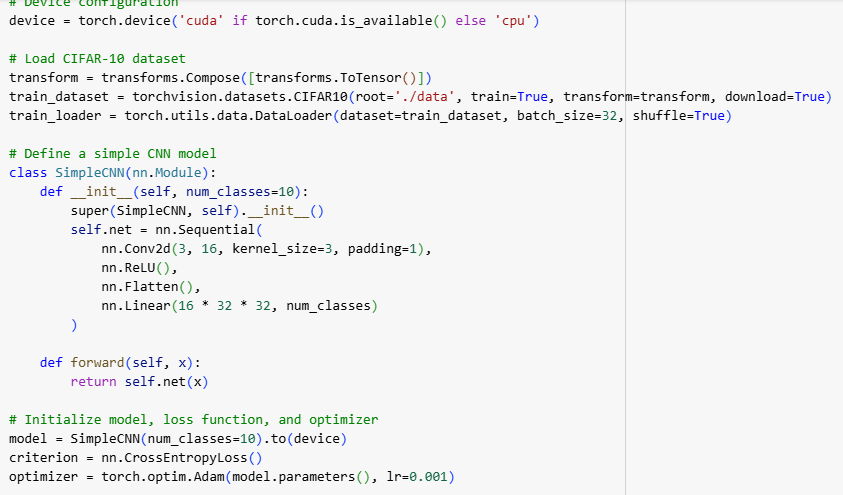 # Device configuration
device = torch.device('cuda' if torch.cuda.is_available() else 'cpu')
# Load CIFAR-10 dataset
transform = transforms.Compose([transforms.ToTensor()])
train_dataset = torchvision.datasets.CIFAR10(root='./data', train=True, transform=transform, download=True)
train_loader = torch.utils.data.DataLoader(dataset=train_dataset, batch_size=32, shuffle=True)
# Define a simple CNN model
class SimpleCNN(nn.Module):
    def __init__(self, num_classes=10):
        super(SimpleCNN, self).__init__()
        self.net = nn.Sequential(
            nn.Conv2d(3, 16, kernel_size=3, padding=1),
            nn.ReLU(),
            nn.Flatten(),
            nn.Linear(16 * 32 * 32, num_classes)
        )
    def forward(self, x):
        return self.net(x)
# Initialize model, loss function, and optimizer
model = SimpleCNN(num_classes=10).to(device)
criterion = nn.CrossEntropyLoss()
optimizer = torch.optim.Adam(model.parameters(), lr=0.001)